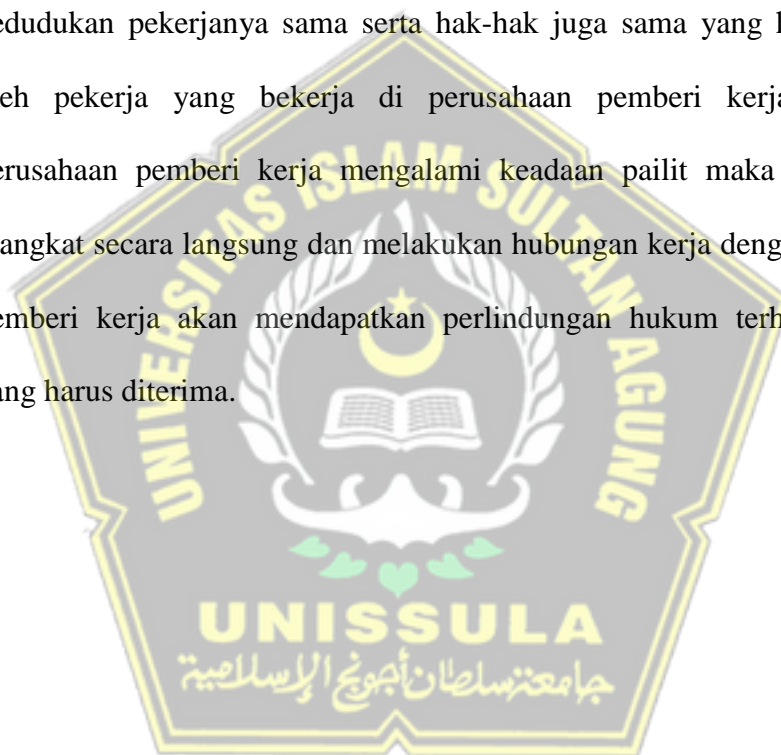 edudukan pekerjanya sama serta hak-hak juga sama yang
eh pekerja yang bekerja di perusahaan pemberi kerja
erusahaan pemberi kerja mengalami keadaan pailit maka
angkat secara langsung dan melakukan hubungan kerja deng
emberi kerja akan mendapatkan perlindungan hukum terh
ang harus diterima.
UNIVERSITAS ISLAM SULTAN AGUNG
UNISSULA
جامعتنسلطان أجونج الإسلامية